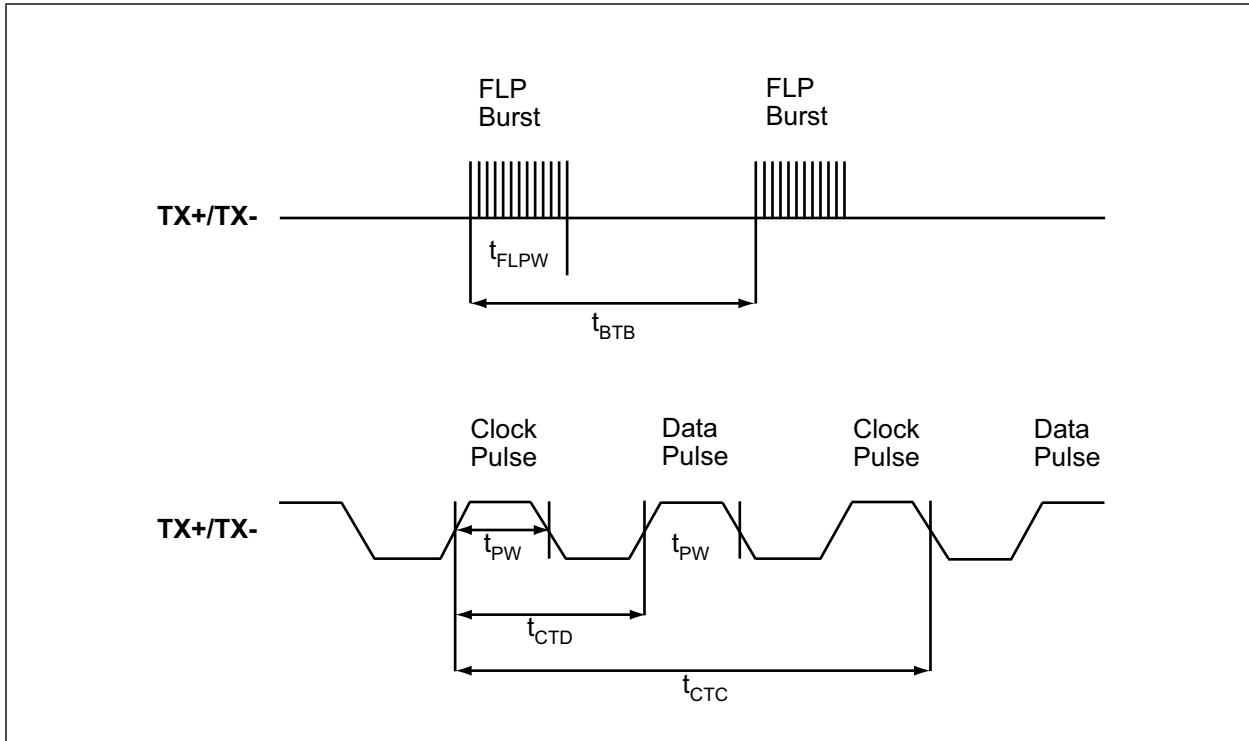 FLP
Burst
FLP
Burst
TX+/TX-
tFLPW
tBTB
Clock
Pulse
Data
Pulse
Clock
Pulse
Data
Pulse
TX+/TX-
tPW
tPW
tCTD
tCTC